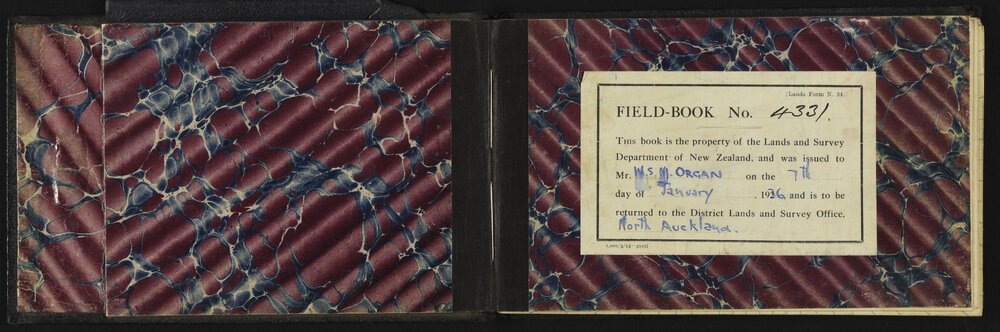 [Lands Form N. 24.
FIELD-BOOK No. 4331.
THIS book is the property of the Lands and Survey
Department of New Zealand, and was issued to
Mr. W.S. M. ORGAN on the 7th
day of January , 1936, and is to be
returned to the District Lands and Survey Office,
North Auckland.